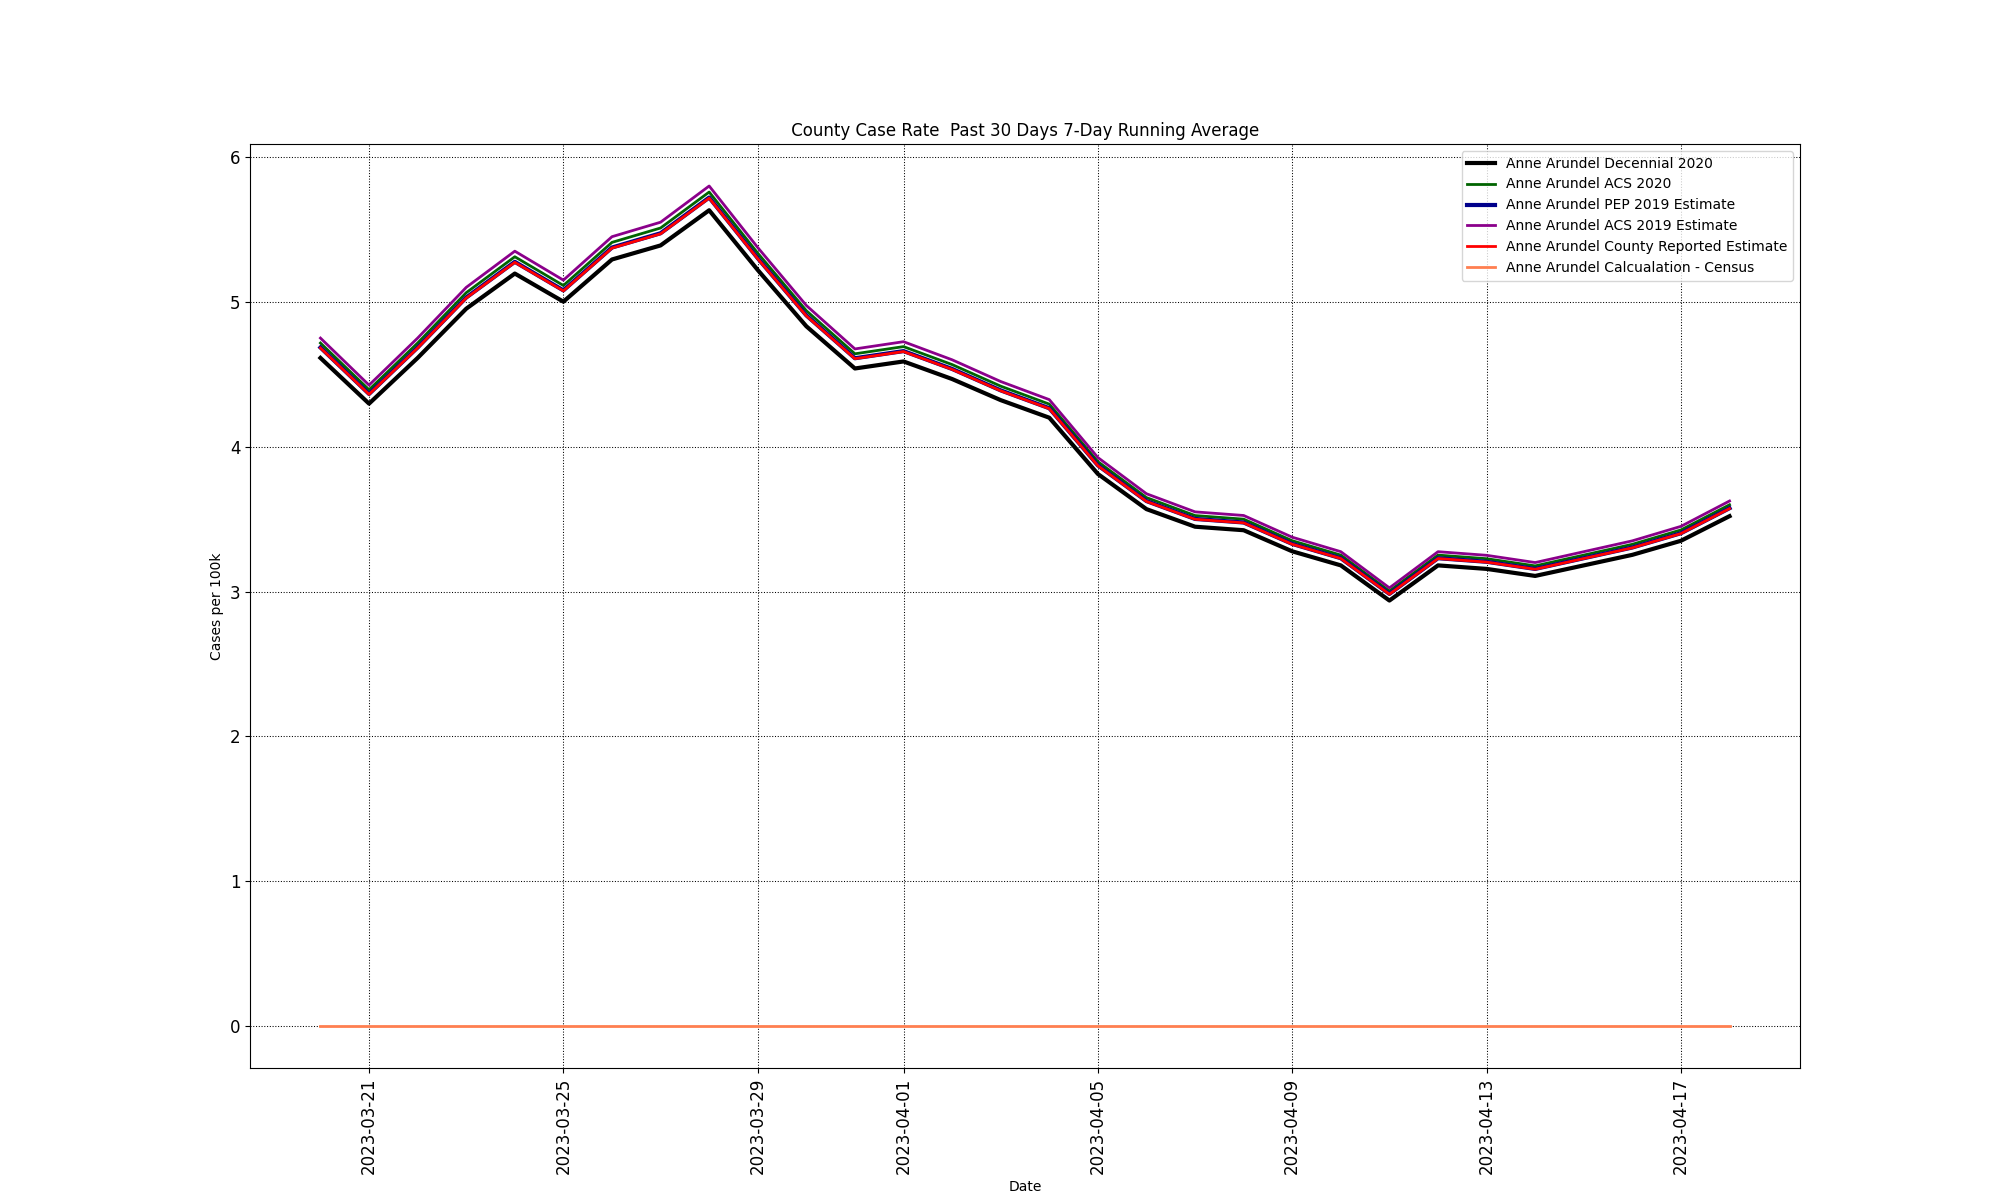 County Case Rate  Past 30 Days 7-Day Running Average
Anne Arundel Decennial 2020
Anne Arundel ACS 2020
Anne Arundel PEP 2019 Estimate
Anne Arundel ACS 2019 Estimate
Anne Arundel County Reported Estimate
Anne Arundel Calcualation - Census
6
5
4
3
2
1
0
Cases per 100k
2023-03-21
2023-03-25
2023-03-29
2023-04-01
2023-04-05
2023-04-09
2023-04-13
2023-04-17
Date